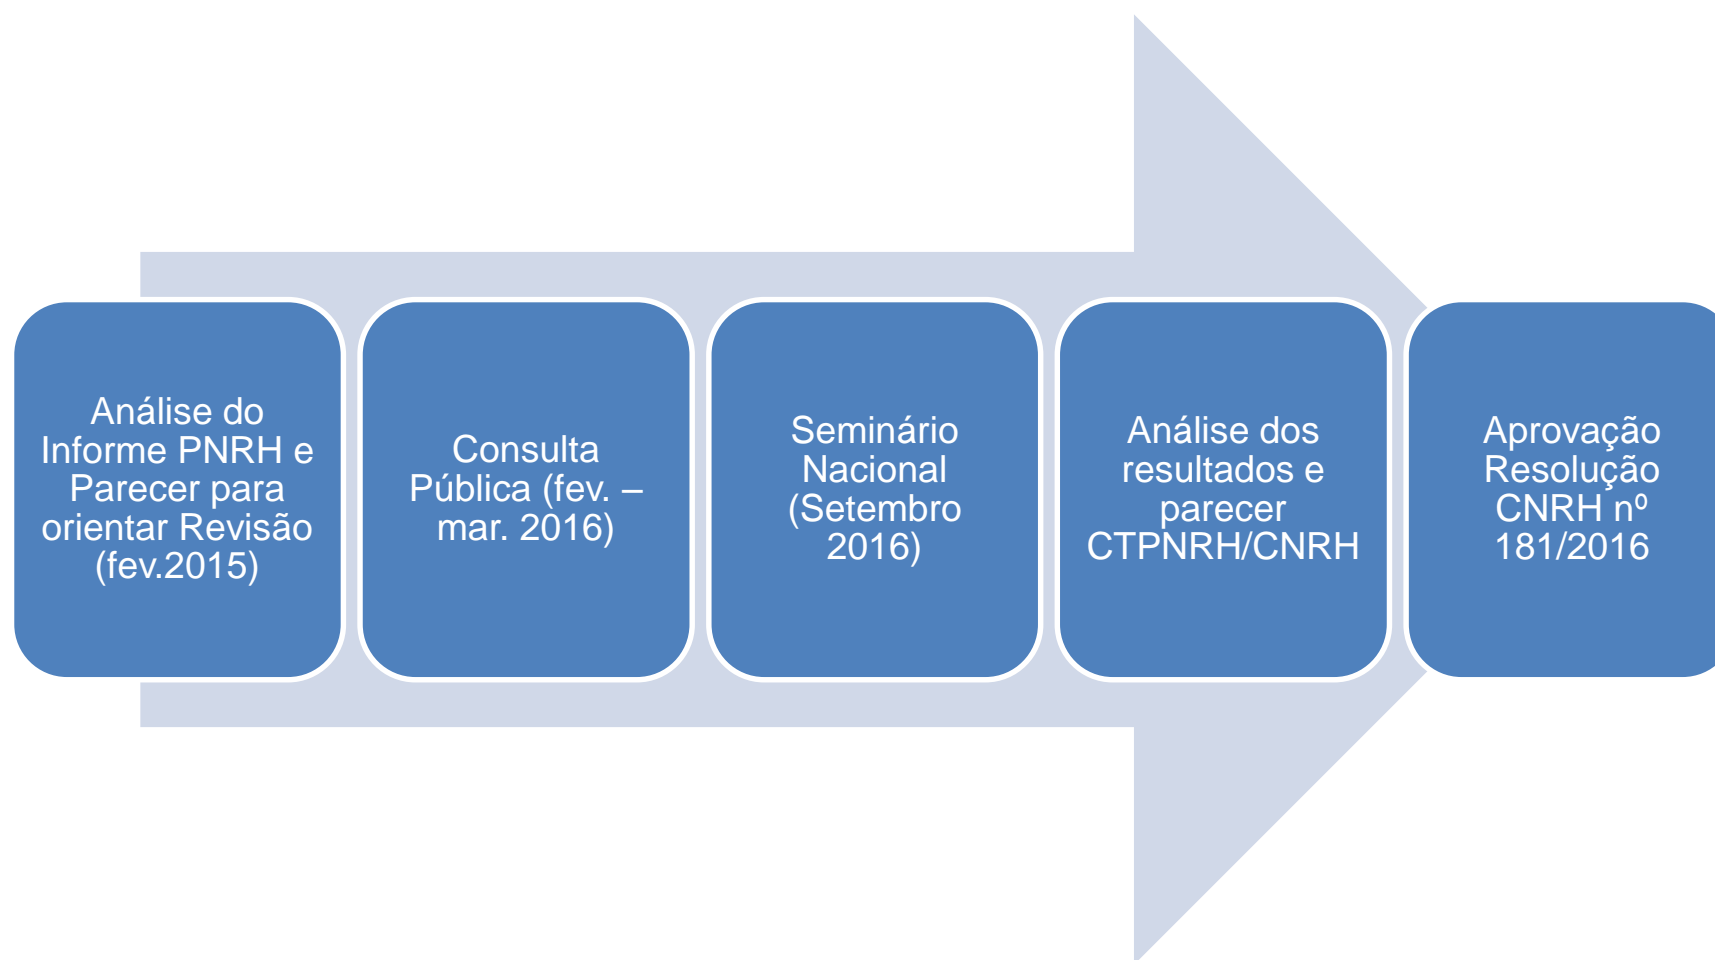 Análise do
Informe PNRH e
Parecer para
orientar Revisão
(fev.2015)
Consulta
Pública (fev. –
mar. 2016)
Seminário
Nacional
(Setembro
2016)
Análise dos
resultados e
parecer
CTPNRH/CNRH
Aprovação
Resolução
CNRH nº
181/2016